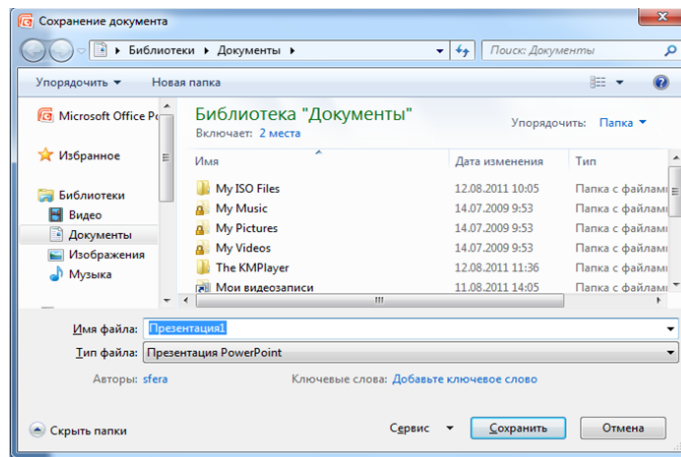 Сохранение документа
Библиотеки Документы
Поиск: Документы
Упорядочить Новая папка
Microsoft Office Po
Избранное
Библиотеки
Видео
Документы
Изображения
Музыка
Библиотека "Документы"
Включает: 2 места
Упорядочить: Папка
Имя Дата изменения Тип
My ISO Files 12.08.2011 10:05 Папка с файлами
My Music 14.07.2009 9:53 Папка с файлами
My Pictures 14.07.2009 9:53 Папка с файлами
My Videos 14.07.2009 9:53 Папка с файлами
The KMPlayer 12.08.2011 11:36 Папка с файлами
Мои видеозаписи 11.08.2011 14:05 Папка с файлами
Имя файла: Презентация1
Тип файла: Презентация PowerPoint
Авторы: sfera Ключевые слова: Добавьте ключевое слово
Скрыть папки Сервис Сохранить Отмена